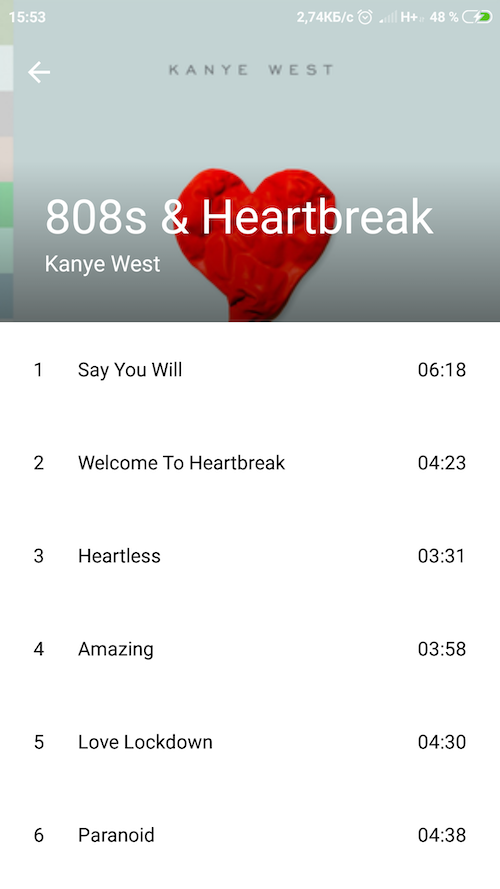 15:53 2,74КБ/с H+ 48 %
KANYE WEST
808s & Heartbreak
Kanye West
1 Say You Will 06:18
2 Welcome To Heartbreak 04:23
3 Heartless 03:31
4 Amazing 03:58
5 Love Lockdown 04:30
6 Paranoid 04:38